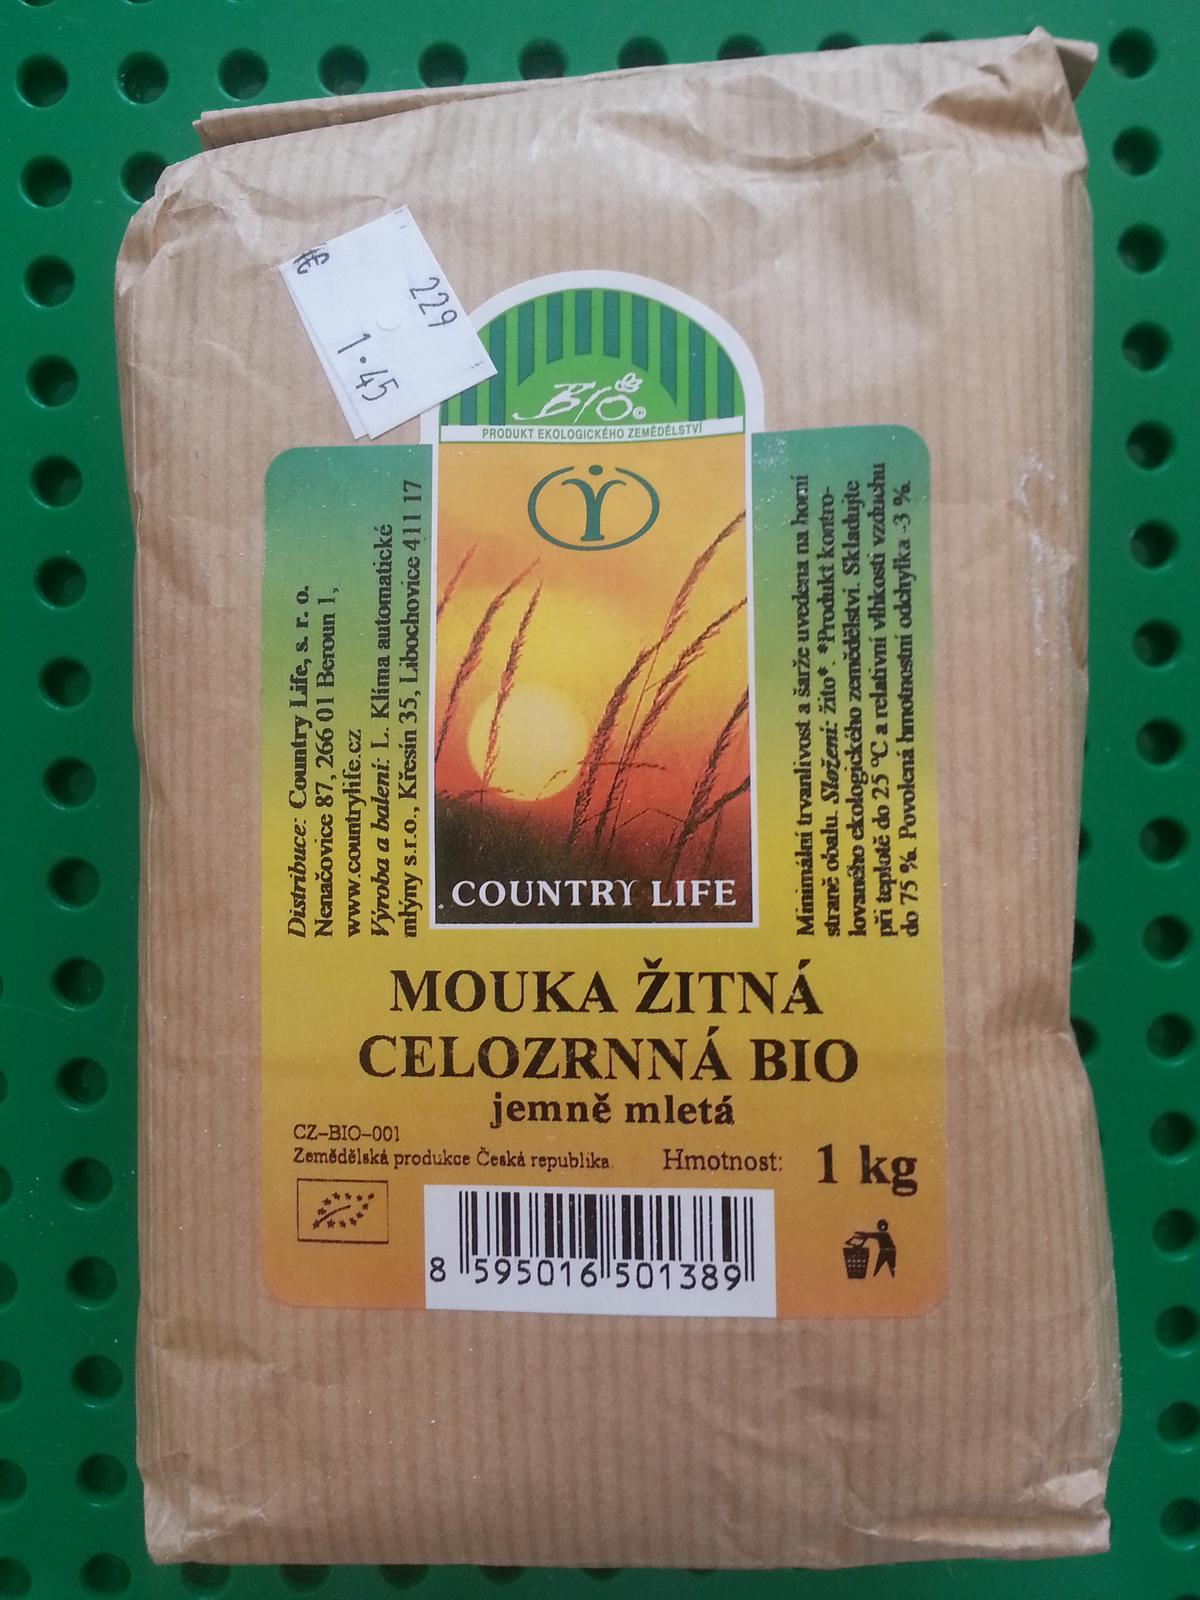 € 229
1.45
BIO©
PRODUKT EKOLOGICKÉHO ZEMĚDĚLSTVÍ
COUNTRY LIFE
Distribuce: Country Life, s. r. o.
Nenačovice 87, 266 01 Beroun 1,
www.countrylife.cz
Výroba a balení: L. Klíma automatické
mlýny s.r.o., Křesín 35, Libochovice 411 17
Minimální trvanlivost a šarže uvedena na horní
straně obalu. Složení: žito*. *Produkt kontro-
lovaného ekologického zemědělství. Skladujte
při teplotě do 25 °C a relativní vlhkosti vzduchu
do 75 %. Povolená hmotnostní odchylka -3 %.
MOUKA ŽITNÁ
CELOZRNNÁ BIO
jemně mletá
CZ-BIO-001
Zemědělská produkce Česká republika.
Hmotnost: 1 kg
8 595016 501389